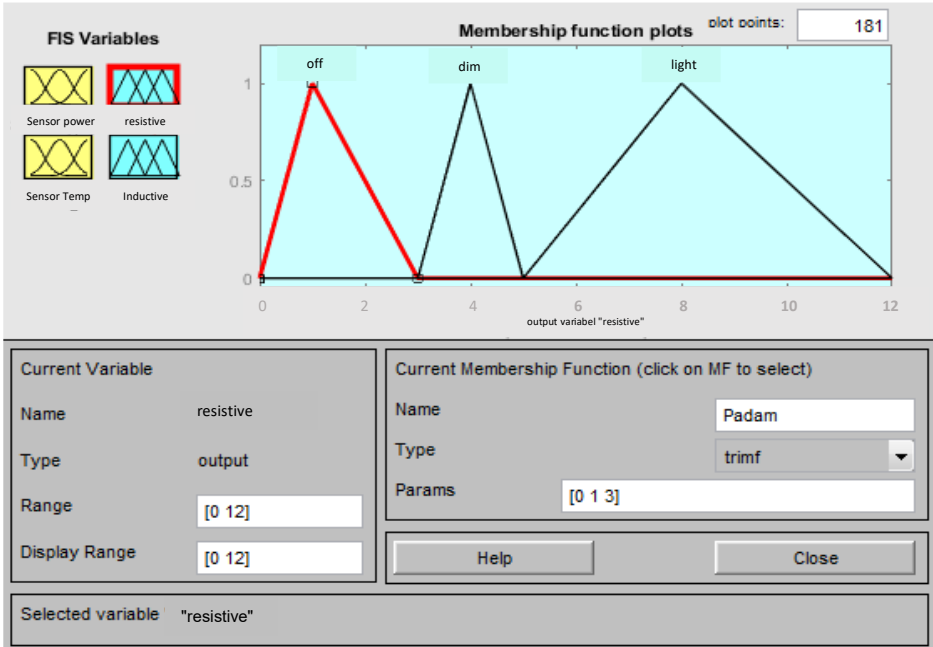 FIS Variables
Membership function plots
plot points:
181
off
dim
light
Sensor power
resistive
Sensor Temp
Inductive
1
0.5
0
0
2
4
6
8
10
12
output variabel "resistive"
Current Variable
Name
resistive
Type
output
Range
[0 12]
Display Range
[0 12]
Current Membership Function (click on MF to select)
Name
Padam
Type
trimf
Params
[0 1 3]
Help
Close
Selected variable "resistive"